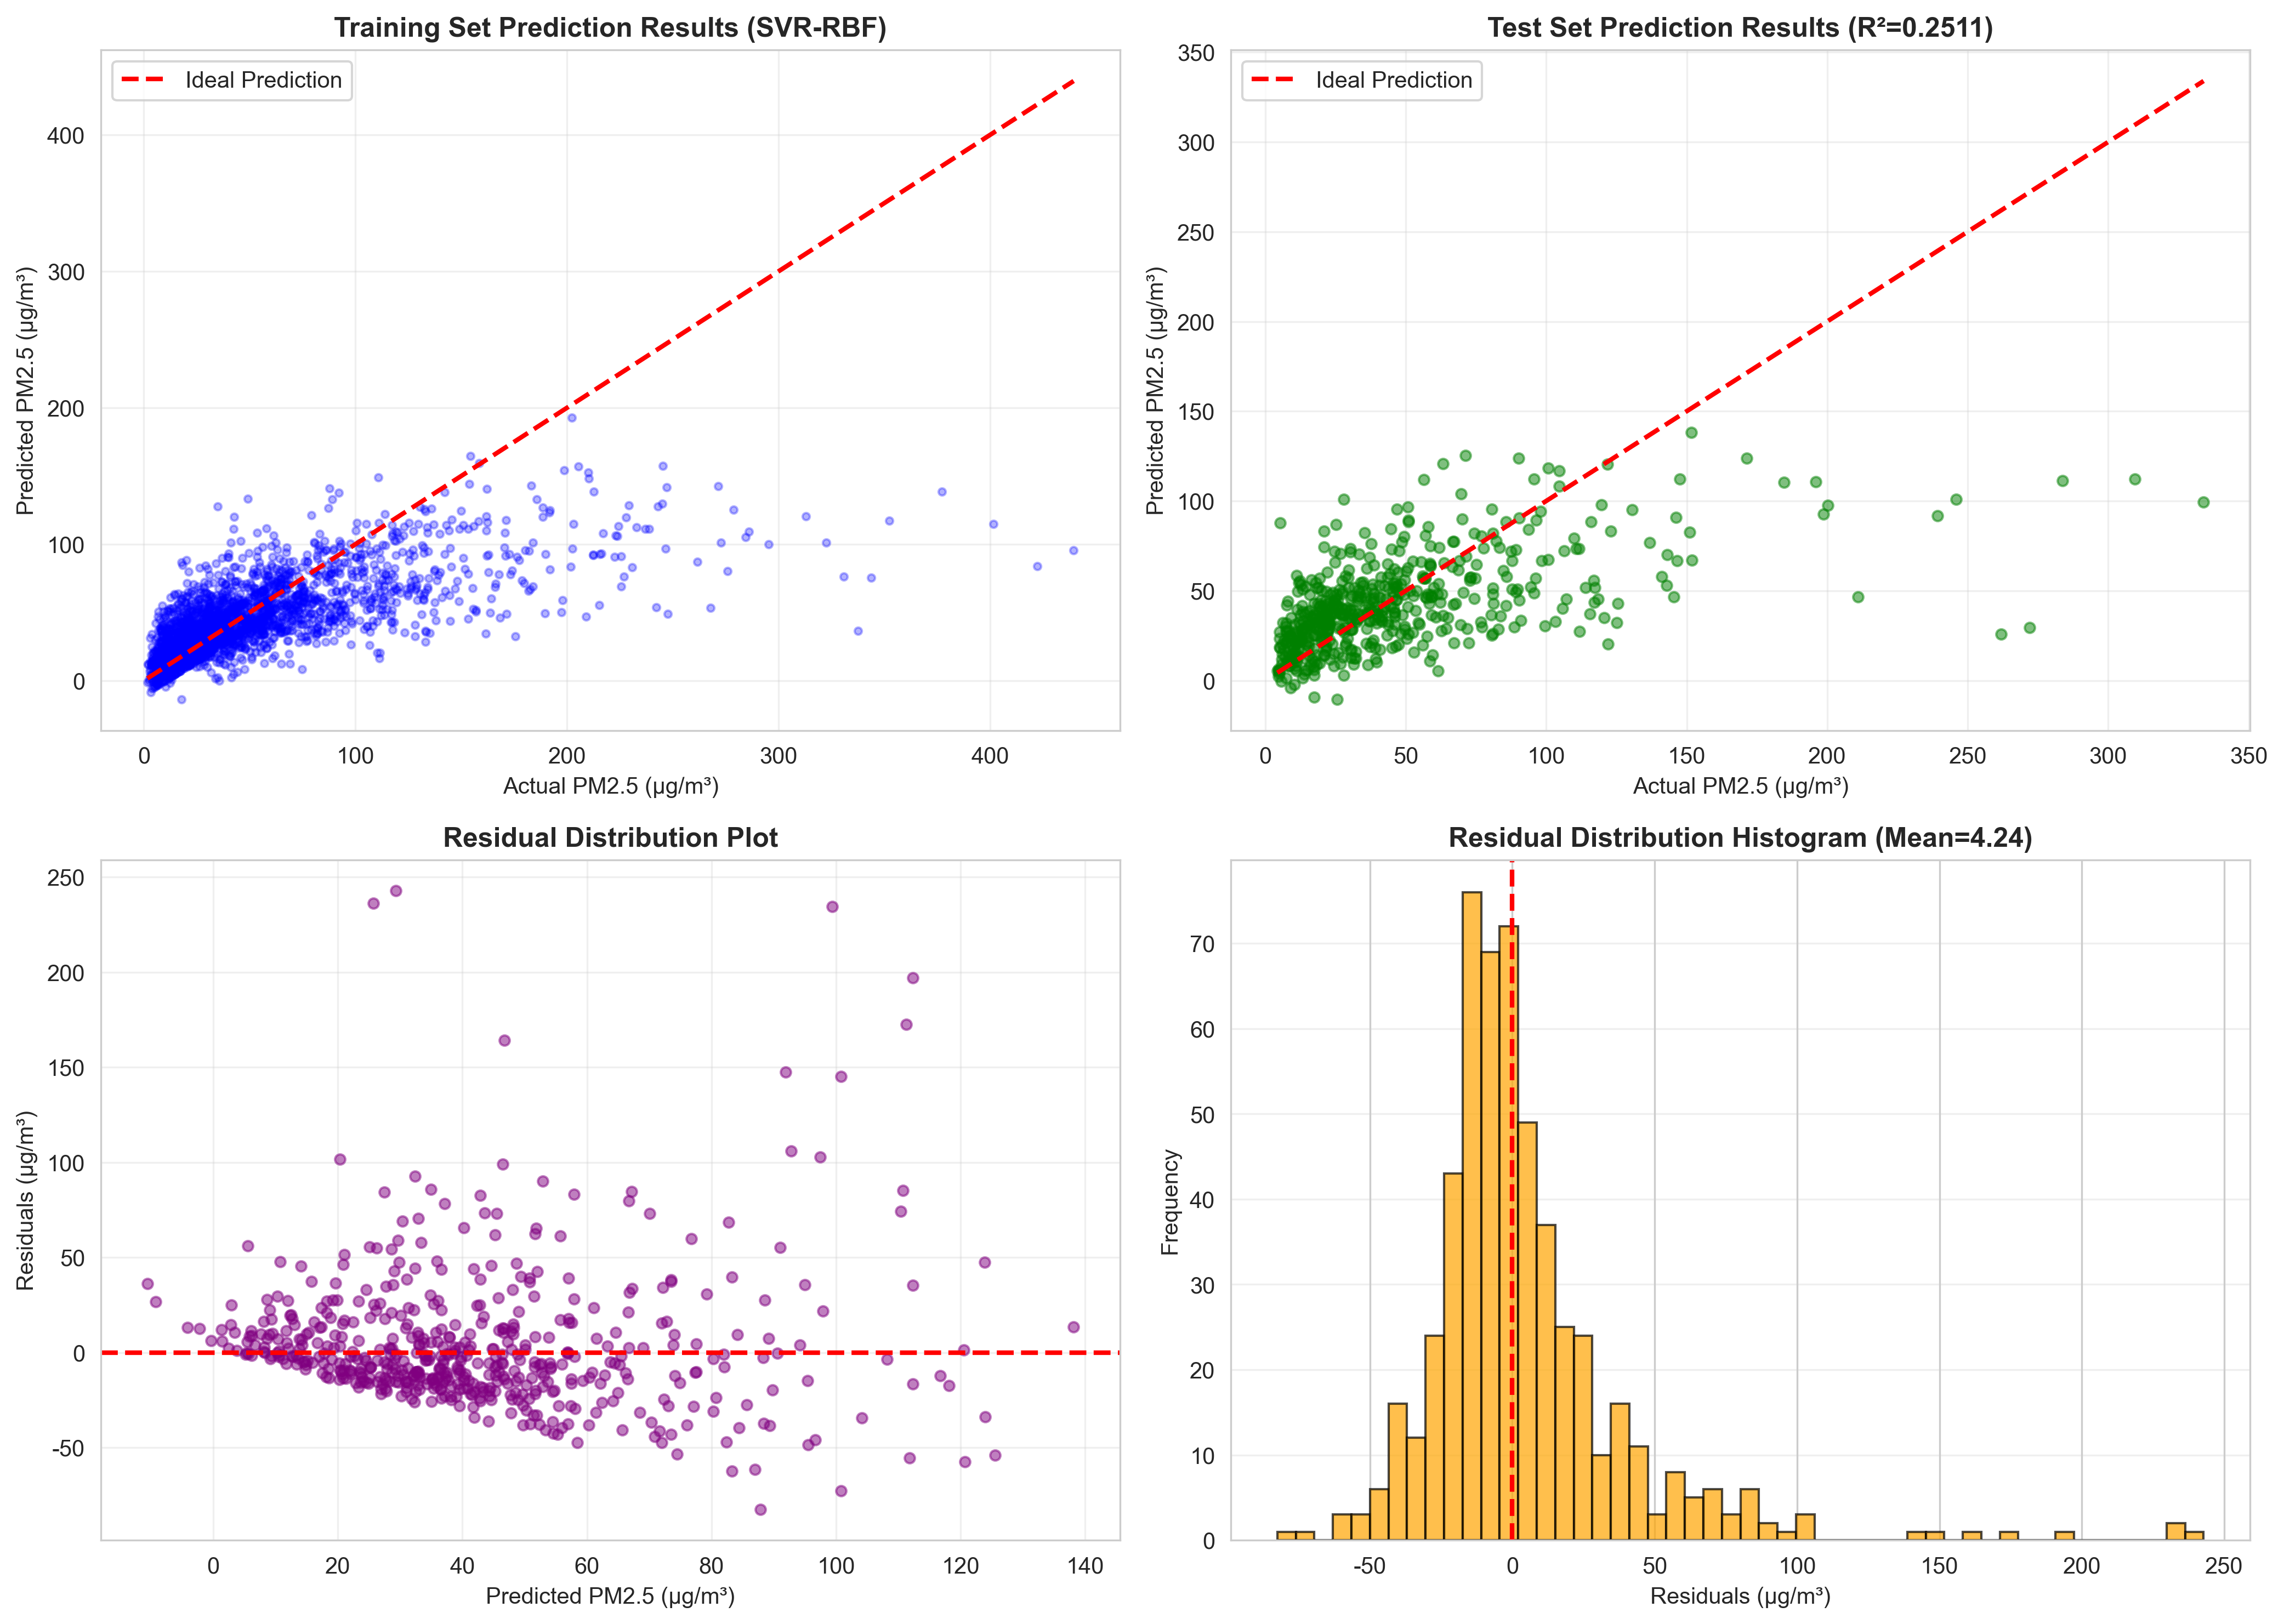 Training Set Prediction Results (SVR-RBF)
Ideal Prediction
400
300
200
100
0
Predicted PM2.5 (μg/m³)
0 100 200 300 400
Actual PM2.5 (μg/m³)
Test Set Prediction Results (R²=0.2511)
Ideal Prediction
350
300
250
200
150
100
50
0
Predicted PM2.5 (μg/m³)
0 50 100 150 200 250 300 350
Actual PM2.5 (μg/m³)
Residual Distribution Plot
250
200
150
100
50
0
-50
Residuals (μg/m³)
0 20 40 60 80 100 120 140
Predicted PM2.5 (μg/m³)
Residual Distribution Histogram (Mean=4.24)
70
60
50
40
30
20
10
0
Frequency
-50 0 50 100 150 200 250
Residuals (μg/m³)